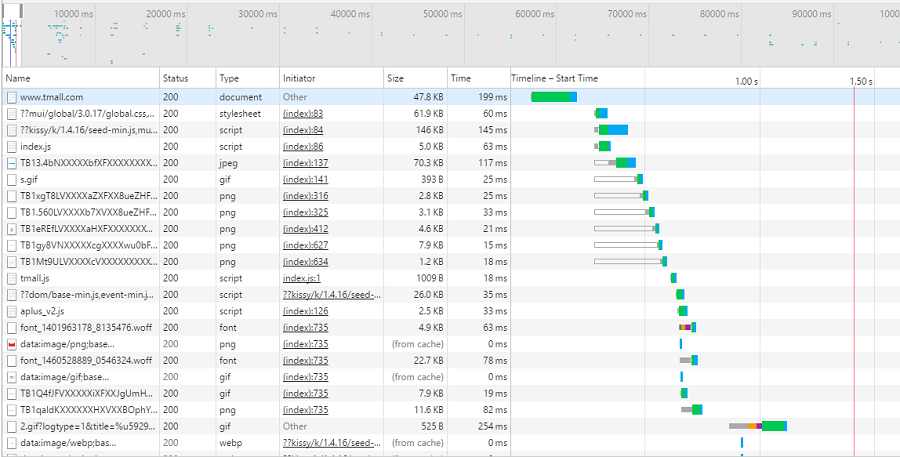 10000 ms 20000 ms 30000 ms 40000 ms 50000 ms 60000 ms 70000 ms 80000 ms 90000 ms 1000
Name Status Type Initiator Size Time Timeline – Start Time 1.00 s 1.50 s
www.tmall.com 200 document Other 47.8 KB 199 ms
??mui/global/3.0.17/global.css,... 200 stylesheet (index):83 61.9 KB 60 ms
??kissy/k/1.4.16/seed-min.js,mu... 200 script (index):84 146 KB 145 ms
index.js 200 script (index):86 5.0 KB 63 ms
TB13.4bNXXXXXbfXFXXXXXXXX... 200 jpeg (index):137 70.3 KB 117 ms
s.gif 200 gif (index):141 393 B 25 ms
TB1xgT8LVXXXXaZXFXX8ueZHF... 200 png (index):316 2.8 KB 25 ms
TB1.560LVXXXXb7XVXX8ueZHF... 200 png (index):325 3.1 KB 33 ms
TB1eREfLVXXXXaHXFXXXXXXX... 200 png (index):412 4.6 KB 21 ms
TB1gy8VNXXXXXcgXXXXwu0bF... 200 png (index):627 7.9 KB 15 ms
TB1Mt9ULVXXXXcVXXXXXXXXX... 200 png (index):634 1.2 KB 18 ms
tmall.js 200 script index.js:1 1009 B 18 ms
??dom/base-min.js,event-min.j... 200 script ??kissy/k/1.4.16/seed-... 26.0 KB 35 ms
aplus_v2.js 200 script (index):126 2.5 KB 33 ms
font_1401963178_8135476.woff 200 font (index):735 4.9 KB 63 ms
data:image/png;base... 200 png (index):735 (from cache) 0 ms
font_1460528889_0546324.woff 200 font (index):735 22.7 KB 78 ms
data:image/gif;base... 200 gif (index):735 (from cache) 0 ms
TB1Q4fJFVXXXXXiXFXXJgUmH... 200 gif (index):735 7.9 KB 19 ms
TB1qaIdKXXXXXXHXVXXBOphY... 200 png (index):735 11.6 KB 82 ms
2.gif?logtype=1&title=%u5929... 200 gif Other 525 B 254 ms
data:image/webp;bas... 200 webp ??kissy/k/1.4.16/seed-... (from cache) 0 ms